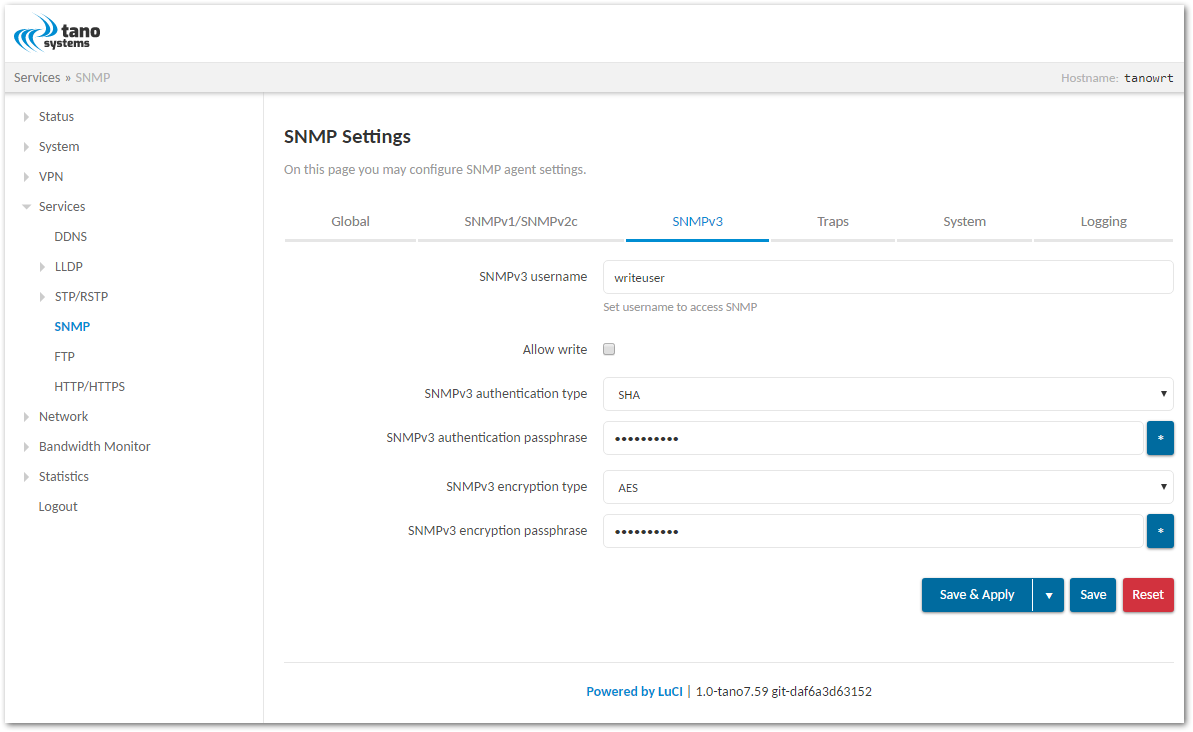 tano
systems
Services » SNMP
Hostname: tanowrt
Status
System
VPN
Services
DDNS
LLDP
STP/RSTP
SNMP
FTP
HTTP/HTTPS
Network
Bandwidth Monitor
Statistics
Logout
SNMP Settings
On this page you may configure SNMP agent settings.
Global SNMPv1/SNMPv2c SNMPv3 Traps System Logging
SNMPv3 username writeuser
Set username to access SNMP
Allow write
SNMPv3 authentication type SHA
SNMPv3 authentication passphrase •••••••••• *
SNMPv3 encryption type AES
SNMPv3 encryption passphrase •••••••••• *
Save & Apply Save Reset
Powered by LuCI | 1.0-tano7.59 git-daf6a3d63152